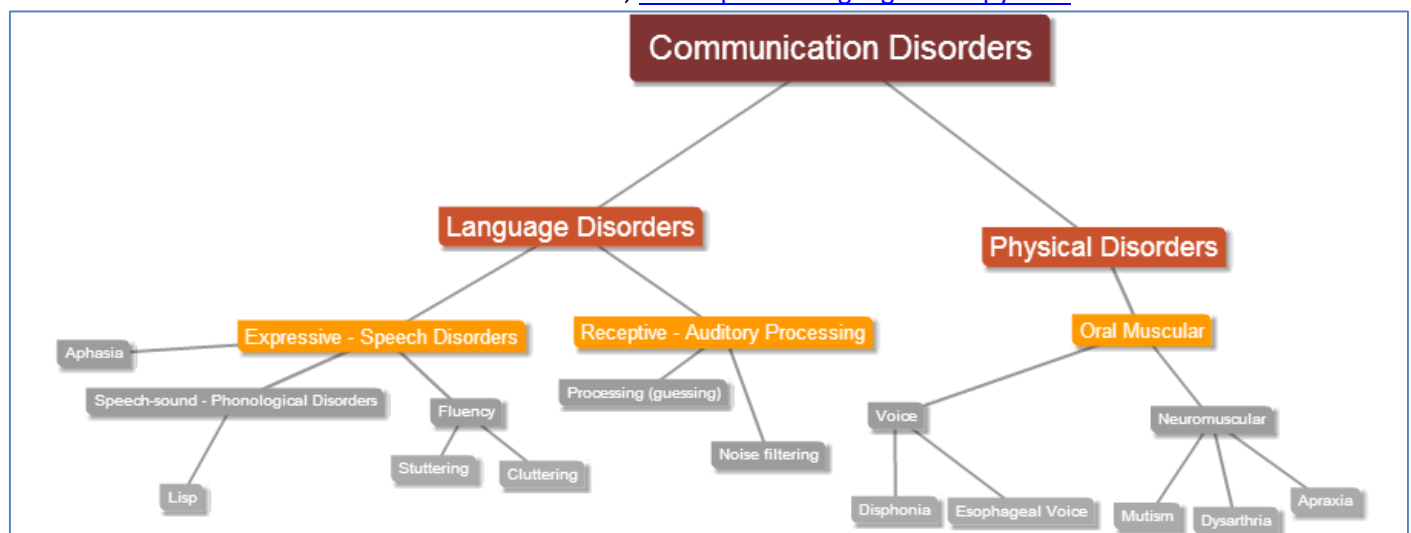 Communication Disorders
Language Disorders
Physical Disorders
Expressive - Speech Disorders
Receptive - Auditory Processing
Oral Muscular
Aphasia
Speech-sound - Phonological Disorders
Fluency
Processing (guessing)
Voice
Neuromuscular
Lisp
Stuttering
Cluttering
Noise filtering
Disphonia
Esophageal Voice
Mutism
Dysarthria
Apraxia